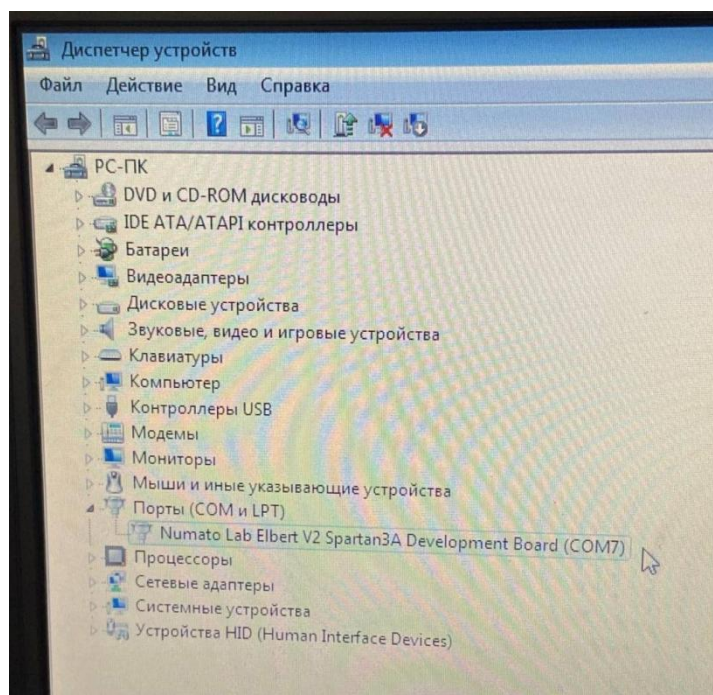 Диспетчер устройств
Файл Действие Вид Справка
PC-ПК
DVD и CD-ROM дисководы
IDE ATA/ATAPI контроллеры
Батареи
Видеоадаптеры
Дисковые устройства
Звуковые, видео и игровые устройства
Клавиатуры
Компьютер
Контроллеры USB
Модемы
Мониторы
Мыши и иные указывающие устройства
Порты (COM и LPT)
Numato Lab Elbert V2 Spartan3A Development Board (COM7)
Процессоры
Сетевые адаптеры
Системные устройства
Устройства HID (Human Interface Devices)